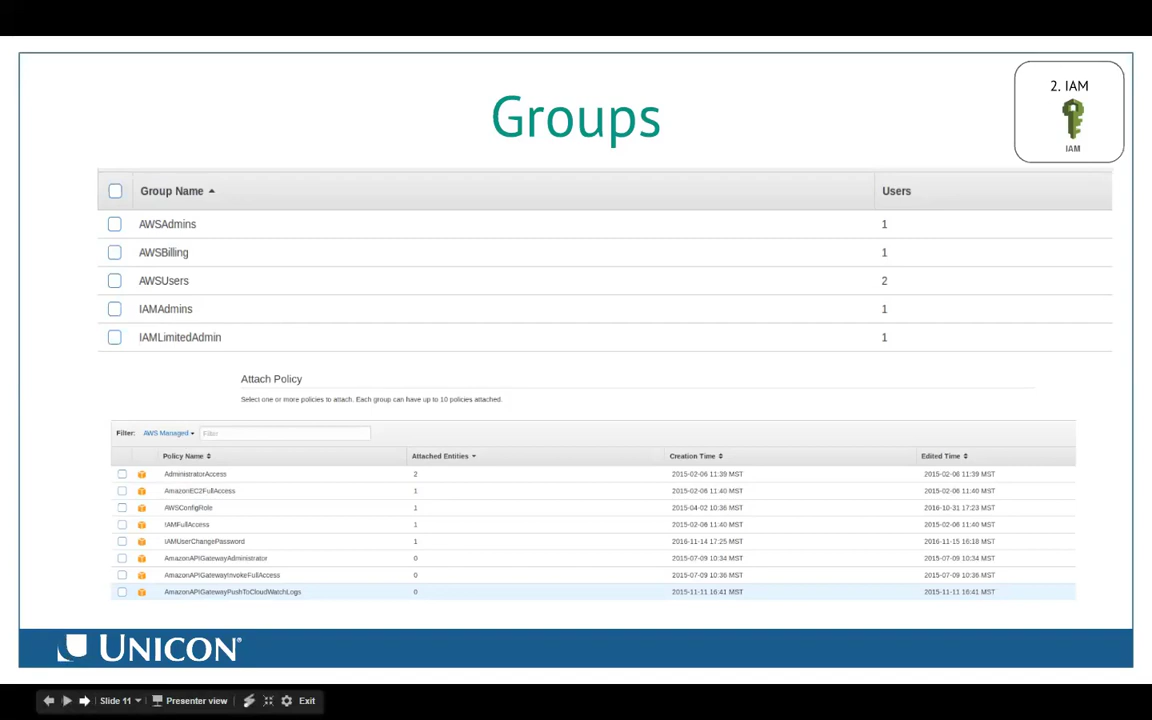 2. IAM
IAM
Groups
Group Name Users
AWSAdmins 1
AWSBilling 1
AWSUsers 2
IAMAdmins 1
IAMLimitedAdmin 1
Attach Policy
Select one or more policies to attach. Each group can have up to 10 policies attached.
Filter: AWS Managed Filter
Policy Name Attached Entities Creation Time Edited Time
AdministratorAccess 2 2015-02-06 11:39 MST 2015-02-06 11:39 MST
AmazonEC2FullAccess 1 2015-02-06 11:40 MST 2015-02-06 11:40 MST
AWSConfigRole 1 2015-04-02 10:36 MST 2016-10-31 17:23 MST
IAMFullAccess 1 2015-02-06 11:40 MST 2015-02-06 11:40 MST
IAMUserChangePassword 1 2016-11-14 17:25 MST 2016-11-15 16:18 MST
AmazonAPIGatewayAdministrator 0 2015-07-09 10:34 MST 2015-07-09 10:34 MST
AmazonAPIGatewayInvokeFullAccess 0 2015-07-09 10:36 MST 2015-07-09 10:36 MST
AmazonAPIGatewayPushToCloudWatchLogs 0 2015-11-11 16:41 MST 2015-11-11 16:41 MST
UNICON®
Slide 11 Presenter view Exit